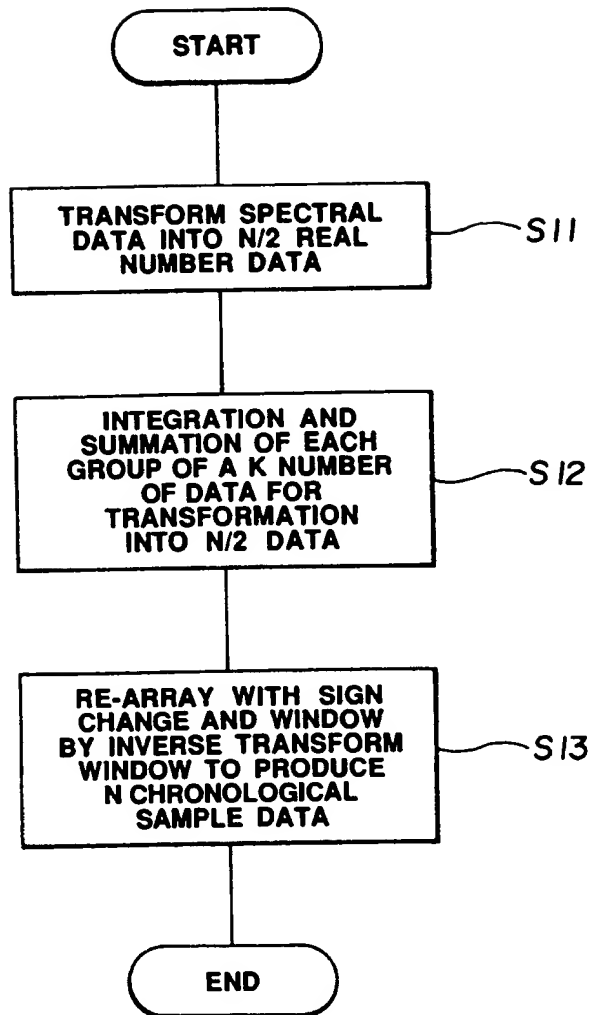 START
TRANSFORM SPECTRAL
DATA INTO N/2 REAL
NUMBER DATA
S11
INTEGRATION AND
SUMMATION OF EACH
GROUP OF A K NUMBER
OF DATA FOR
TRANSFORMATION
INTO N/2 DATA
S12
RE-ARRAY WITH SIGN
CHANGE AND WINDOW
BY INVERSE TRANSFORM
WINDOW TO PRODUCE
N CHRONOLOGICAL
SAMPLE DATA
S13
END